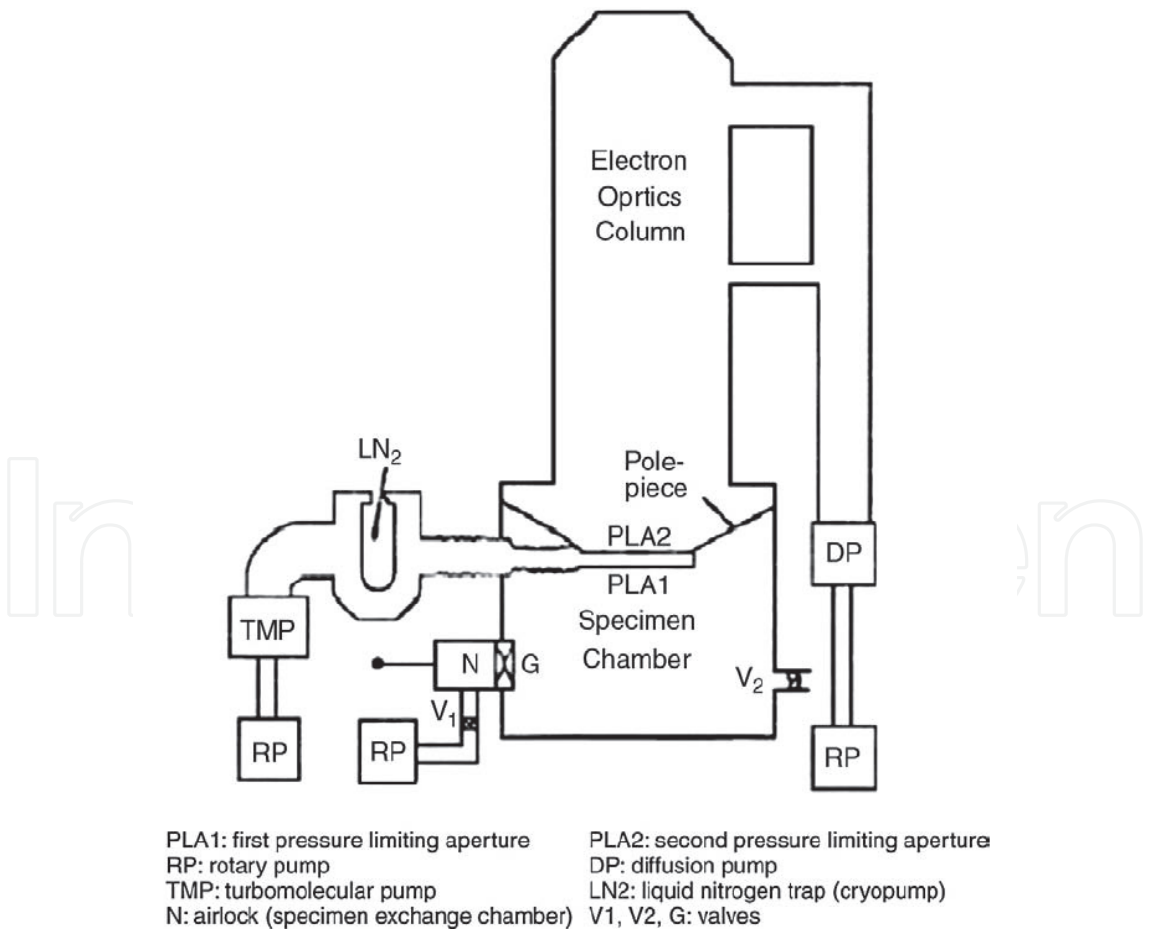 Electron
Oprtics
Column
LN2
Pole-
piece
PLA2
PLA1
DP
TMP
Specimen
Chamber
N
G
V2
V1
RP
RP
RP
PLA1: first pressure limiting aperture
PLA2: second pressure limiting aperture
RP: rotary pump
DP: diffusion pump
TMP: turbomolecular pump
LN2: liquid nitrogen trap (cryopump)
N: airlock (specimen exchange chamber)
V1, V2, G: valves
In
en